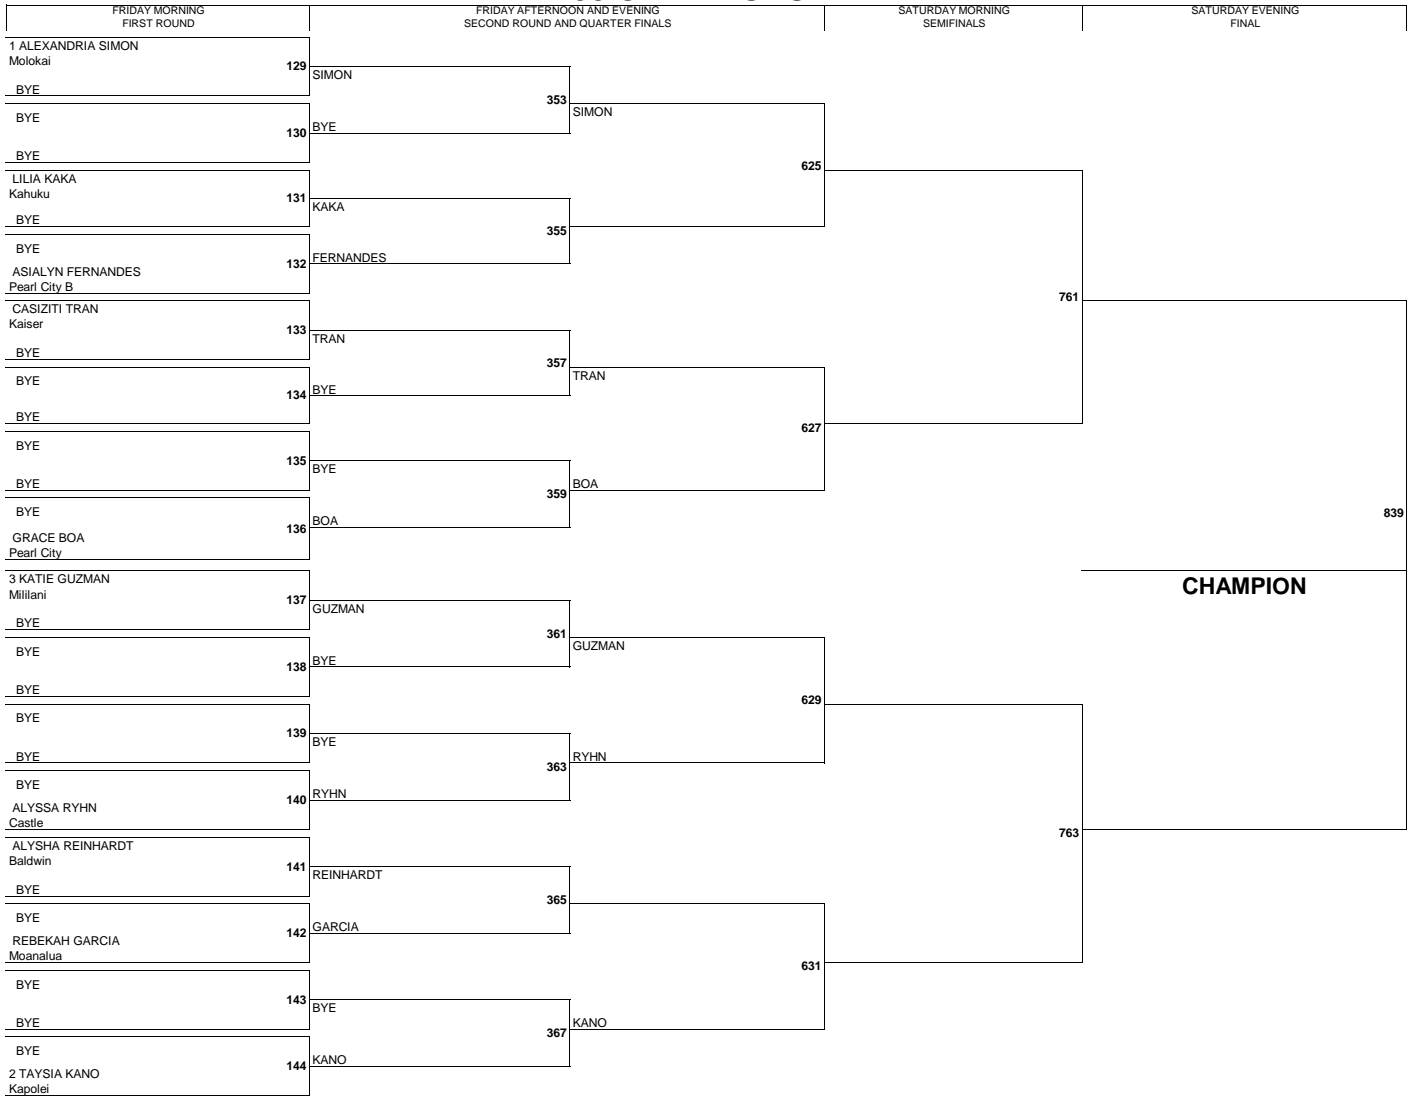 FRIDAY MORNING
FIRST ROUND
FRIDAY AFTERNOON AND EVENING
SECOND ROUND AND QUARTER FINALS
SATURDAY MORNING
SEMIFINALS
SATURDAY EVENING
FINAL
1 ALEXANDRIA SIMON
Molokai
129
SIMON
BYE
353
SIMON
BYE
130
BYE
BYE
625
LILIA KAKA
Kahuku
131
KAKA
BYE
355
BYE
132
FERNANDES
ASIALYN FERNANDES
Pearl City B
761
CASIZITI TRAN
Kaiser
133
TRAN
BYE
357
TRAN
BYE
134
BYE
BYE
627
BYE
135
BYE
BYE
359
BOA
BYE
136
BOA
GRACE BOA
Pearl City
839
3 KATIE GUZMAN
Mililani
CHAMPION
137
GUZMAN
BYE
361
GUZMAN
BYE
138
BYE
BYE
629
BYE
139
BYE
BYE
363
RYHN
BYE
140
RYHN
ALYSSA RYHN
Castle
763
ALYSHA REINHARDT
Baldwin
141
REINHARDT
BYE
365
BYE
142
GARCIA
REBEKAH GARCIA
Moanalua
631
BYE
143
BYE
BYE
367
KANO
BYE
144
KANO
2 TAYSIA KANO
Kapolei